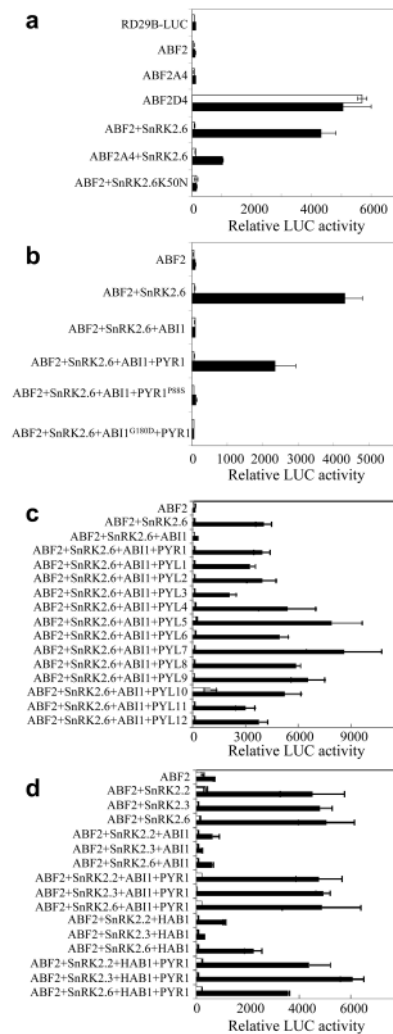 a
RD29B-LUC
ABF2
ABF2A4
ABF2D4
ABF2+SnRK2.6
ABF2A4+SnRK2.6
ABF2+SnRK2.6K50N
0 2000 4000 6000
Relative LUC activity
b
ABF2
ABF2+SnRK2.6
ABF2+SnRK2.6+ABI1
ABF2+SnRK2.6+ABI1+PYR1
ABF2+SnRK2.6+ABI1+PYR1P88S
ABF2+SnRK2.6+ABI1G180D+PYR1
0 1000 2000 3000 4000 5000
Relative LUC activity
c
ABF2
ABF2+SnRK2.6
ABF2+SnRK2.6+ABI1
ABF2+SnRK2.6+ABI1+PYR1
ABF2+SnRK2.6+ABI1+PYL1
ABF2+SnRK2.6+ABI1+PYL2
ABF2+SnRK2.6+ABI1+PYL3
ABF2+SnRK2.6+ABI1+PYL4
ABF2+SnRK2.6+ABI1+PYL5
ABF2+SnRK2.6+ABI1+PYL6
ABF2+SnRK2.6+ABI1+PYL7
ABF2+SnRK2.6+ABI1+PYL8
ABF2+SnRK2.6+ABI1+PYL9
ABF2+SnRK2.6+ABI1+PYL10
ABF2+SnRK2.6+ABI1+PYL11
ABF2+SnRK2.6+ABI1+PYL12
0 3000 6000 9000
Relative LUC activity
d
ABF2
ABF2+SnRK2.2
ABF2+SnRK2.3
ABF2+SnRK2.6
ABF2+SnRK2.2+ABI1
ABF2+SnRK2.3+ABI1
ABF2+SnRK2.6+ABI1
ABF2+SnRK2.2+ABI1+PYR1
ABF2+SnRK2.3+ABI1+PYR1
ABF2+SnRK2.6+ABI1+PYR1
ABF2+SnRK2.2+HAB1
ABF2+SnRK2.3+HAB1
ABF2+SnRK2.6+HAB1
ABF2+SnRK2.2+HAB1+PYR1
ABF2+SnRK2.3+HAB1+PYR1
ABF2+SnRK2.6+HAB1+PYR1
0 2000 4000 6000
Relative LUC activity